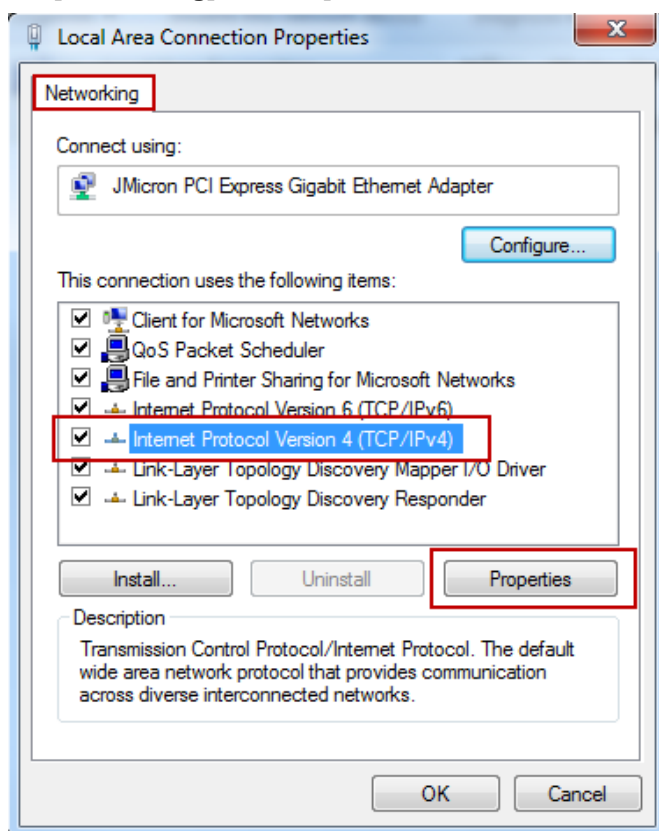 Local Area Connection Properties
Networking
Connect using:
JMicron PCI Express Gigabit Ethernet Adapter
Configure...
This connection uses the following items:
Client for Microsoft Networks
QoS Packet Scheduler
File and Printer Sharing for Microsoft Networks
Internet Protocol Version 6 (TCP/IPv6)
Internet Protocol Version 4 (TCP/IPv4)
Link-Layer Topology Discovery Mapper I/O Driver
Link-Layer Topology Discovery Responder
Install... Uninstall Properties
Description
Transmission Control Protocol/Internet Protocol. The default
wide area network protocol that provides communication
across diverse interconnected networks.
OK Cancel